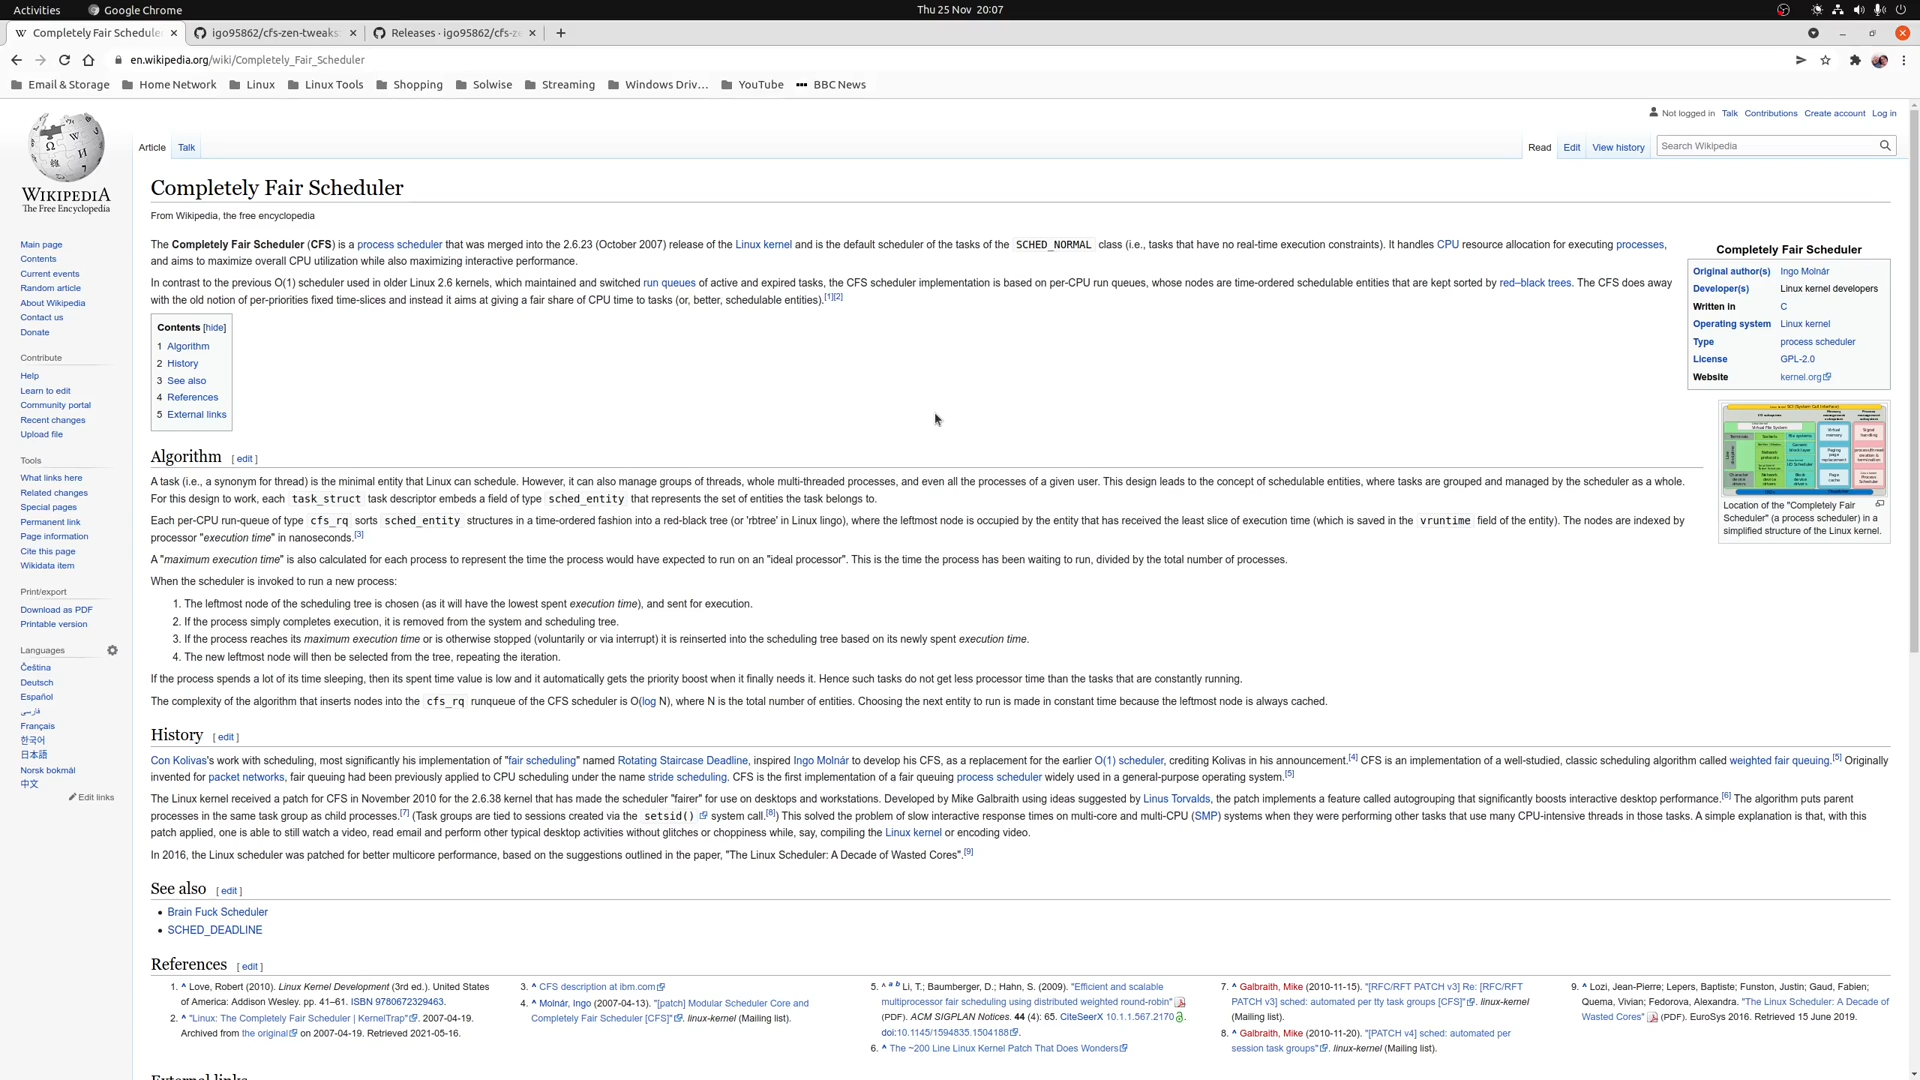 Activities
Google Chrome
Thu 25 Nov 20:07
Completely Fair Scheduler
igo95862/cfs-zen-tweaks:
Releases · igo95862/cfs-ze
en.wikipedia.org/wiki/Completely_Fair_Scheduler
Email & Storage
Home Network
Linux
Linux Tools
Shopping
Solwise
Streaming
Windows Driv...
YouTube
BBC News
Not logged in Talk Contributions Create account Log in
Article Talk
Read Edit View history
Search Wikipedia
WIKIPEDIA
The Free Encyclopedia
Main page
Contents
Current events
Random article
About Wikipedia
Contact us
Donate
Contribute
Help
Learn to edit
Community portal
Recent changes
Upload file
Tools
What links here
Related changes
Special pages
Permanent link
Page information
Cite this page
Wikidata item
Print/export
Download as PDF
Printable version
Languages
Čeština
Deutsch
Español
فارسی
Français
한국어
日本語
Norsk bokmål
中文
Edit links
Completely Fair Scheduler
From Wikipedia, the free encyclopedia
The Completely Fair Scheduler (CFS) is a process scheduler that was merged into the 2.6.23 (October 2007) release of the Linux kernel and is the default scheduler of the tasks of the SCHED_NORMAL class (i.e., tasks that have no real-time execution constraints). It handles CPU resource allocation for executing processes,
and aims to maximize overall CPU utilization while also maximizing interactive performance.
In contrast to the previous O(1) scheduler used in older Linux 2.6 kernels, which maintained and switched run queues of active and expired tasks, the CFS scheduler implementation is based on per-CPU run queues, whose nodes are time-ordered schedulable entities that are kept sorted by red–black trees. The CFS does away
with the old notion of per-priorities fixed time-slices and instead it aims at giving a fair share of CPU time to tasks (or, better, schedulable entities).[1][2]
Completely Fair Scheduler
Original author(s) Ingo Molnár
Developer(s) Linux kernel developers
Written in C
Operating system Linux kernel
Type process scheduler
License GPL-2.0
Website kernel.org
Location of the "Completely Fair
Scheduler" (a process scheduler) in a
simplified structure of the Linux kernel.
Contents [hide]
1 Algorithm
2 History
3 See also
4 References
5 External links
Algorithm [ edit ]
A task (i.e., a synonym for thread) is the minimal entity that Linux can schedule. However, it can also manage groups of threads, whole multi-threaded processes, and even all the processes of a given user. This design leads to the concept of schedulable entities, where tasks are grouped and managed by the scheduler as a whole.
For this design to work, each task_struct task descriptor embeds a field of type sched_entity that represents the set of entities the task belongs to.
Each per-CPU run-queue of type cfs_rq sorts sched_entity structures in a time-ordered fashion into a red-black tree (or 'rbtree' in Linux lingo), where the leftmost node is occupied by the entity that has received the least slice of execution time (which is saved in the vruntime field of the entity). The nodes are indexed by
processor "execution time" in nanoseconds.[3]
A "maximum execution time" is also calculated for each process to represent the time the process would have expected to run on an "ideal processor". This is the time the process has been waiting to run, divided by the total number of processes.
When the scheduler is invoked to run a new process:
1. The leftmost node of the scheduling tree is chosen (as it will have the lowest spent execution time), and sent for execution.
2. If the process simply completes execution, it is removed from the system and scheduling tree.
3. If the process reaches its maximum execution time or is otherwise stopped (voluntarily or via interrupt) it is reinserted into the scheduling tree based on its newly spent execution time.
4. The new leftmost node will then be selected from the tree, repeating the iteration.
If the process spends a lot of its time sleeping, then its spent time value is low and it automatically gets the priority boost when it finally needs it. Hence such tasks do not get less processor time than the tasks that are constantly running.
The complexity of the algorithm that inserts nodes into the cfs_rq runqueue of the CFS scheduler is O(log N), where N is the total number of entities. Choosing the next entity to run is made in constant time because the leftmost node is always cached.
History [ edit ]
Con Kolivas's work with scheduling, most significantly his implementation of "fair scheduling" named Rotating Staircase Deadline, inspired Ingo Molnár to develop his CFS, as a replacement for the earlier O(1) scheduler, crediting Kolivas in his announcement.[4] CFS is an implementation of a well-studied, classic scheduling algorithm called weighted fair queuing.[5] Originally
invented for packet networks, fair queuing had been previously applied to CPU scheduling under the name stride scheduling. CFS is the first implementation of a fair queuing process scheduler widely used in a general-purpose operating system.[5]
The Linux kernel received a patch for CFS in November 2010 for the 2.6.38 kernel that has made the scheduler "fairer" for use on desktops and workstations. Developed by Mike Galbraith using ideas suggested by Linus Torvalds, the patch implements a feature called autogrouping that significantly boosts interactive desktop performance.[6] The algorithm puts parent
processes in the same task group as child processes.[7] (Task groups are tied to sessions created via the setsid() system call.[8]) This solved the problem of slow interactive response times on multi-core and multi-CPU (SMP) systems when they were performing other tasks that use many CPU-intensive threads in those tasks. A simple explanation is that, with this
patch applied, one is able to still watch a video, read email and perform other typical desktop activities without glitches or choppiness while, say, compiling the Linux kernel or encoding video.
In 2016, the Linux scheduler was patched for better multicore performance, based on the suggestions outlined in the paper, "The Linux Scheduler: A Decade of Wasted Cores".[9]
See also [ edit ]
Brain Fuck Scheduler
SCHED_DEADLINE
References [ edit ]
1. ^ Love, Robert (2010). Linux Kernel Development (3rd ed.). United States
of America: Addison Wesley. pp. 41–61. ISBN 9780672329463.
2. ^ "Linux: The Completely Fair Scheduler | KernelTrap". 2007-04-19.
Archived from the original on 2007-04-19. Retrieved 2021-05-16.
3. ^ CFS description at ibm.com
4. ^ Molnár, Ingo (2007-04-13). "[patch] Modular Scheduler Core and
Completely Fair Scheduler [CFS]". linux-kernel (Mailing list).
5. ^ a b Li, T.; Baumberger, D.; Hahn, S. (2009). "Efficient and scalable
multiprocessor fair scheduling using distributed weighted round-robin"
(PDF). ACM SIGPLAN Notices. 44 (4): 65. CiteSeerX 10.1.1.567.2170.
doi:10.1145/1594835.1504188.
6. ^ The ~200 Line Linux Kernel Patch That Does Wonders
7. ^ Galbraith, Mike (2010-11-15). "[RFC/RFT PATCH v3] Re: [RFC/RFT
PATCH v3] sched: automated per tty task groups [CFS]". linux-kernel
(Mailing list).
8. ^ Galbraith, Mike (2010-11-20). "[PATCH v4] sched: automated per
session task groups". linux-kernel (Mailing list).
9. ^ Lozi, Jean-Pierre; Lepers, Baptiste; Funston, Justin; Gaud, Fabien;
Quema, Vivian; Fedorova, Alexandra. "The Linux Scheduler: A Decade of
Wasted Cores" (PDF). EuroSys 2016. Retrieved 15 June 2019.
External links